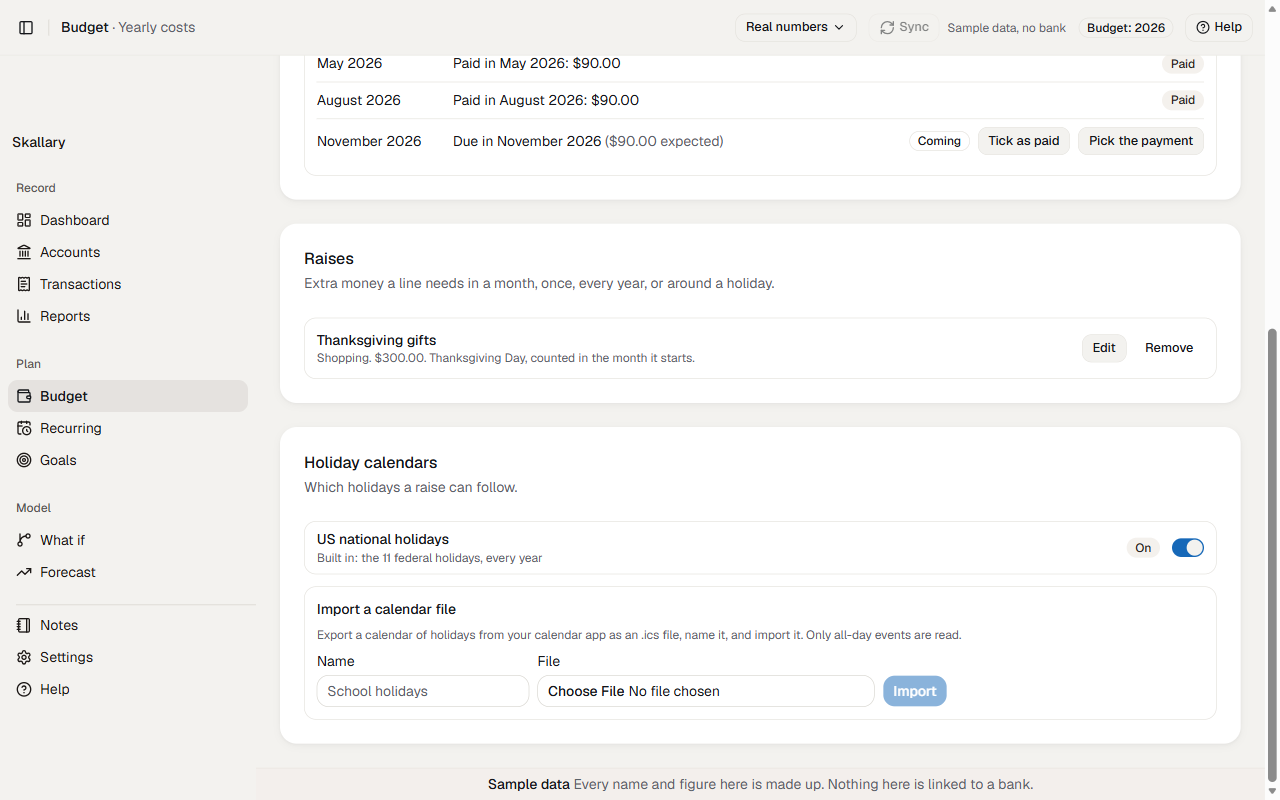 Budget · Yearly costs
Real numbers
Sync
Sample data, no bank
Budget: 2026
Help
Skallary
Record
Dashboard
Accounts
Transactions
Reports
Plan
Budget
Recurring
Goals
Model
What if
Forecast
Notes
Settings
Help
May 2026 Paid in May 2026: $90.00 Paid
August 2026 Paid in August 2026: $90.00 Paid
November 2026 Due in November 2026 ($90.00 expected) Coming Tick as paid Pick the payment
Raises
Extra money a line needs in a month, once, every year, or around a holiday.
Thanksgiving gifts
Shopping. $300.00. Thanksgiving Day, counted in the month it starts.
Edit Remove
Holiday calendars
Which holidays a raise can follow.
US national holidays
Built in: the 11 federal holidays, every year
On
Import a calendar file
Export a calendar of holidays from your calendar app as an .ics file, name it, and import it. Only all-day events are read.
Name File
School holidays Choose File No file chosen Import
Sample data Every name and figure here is made up. Nothing here is linked to a bank.